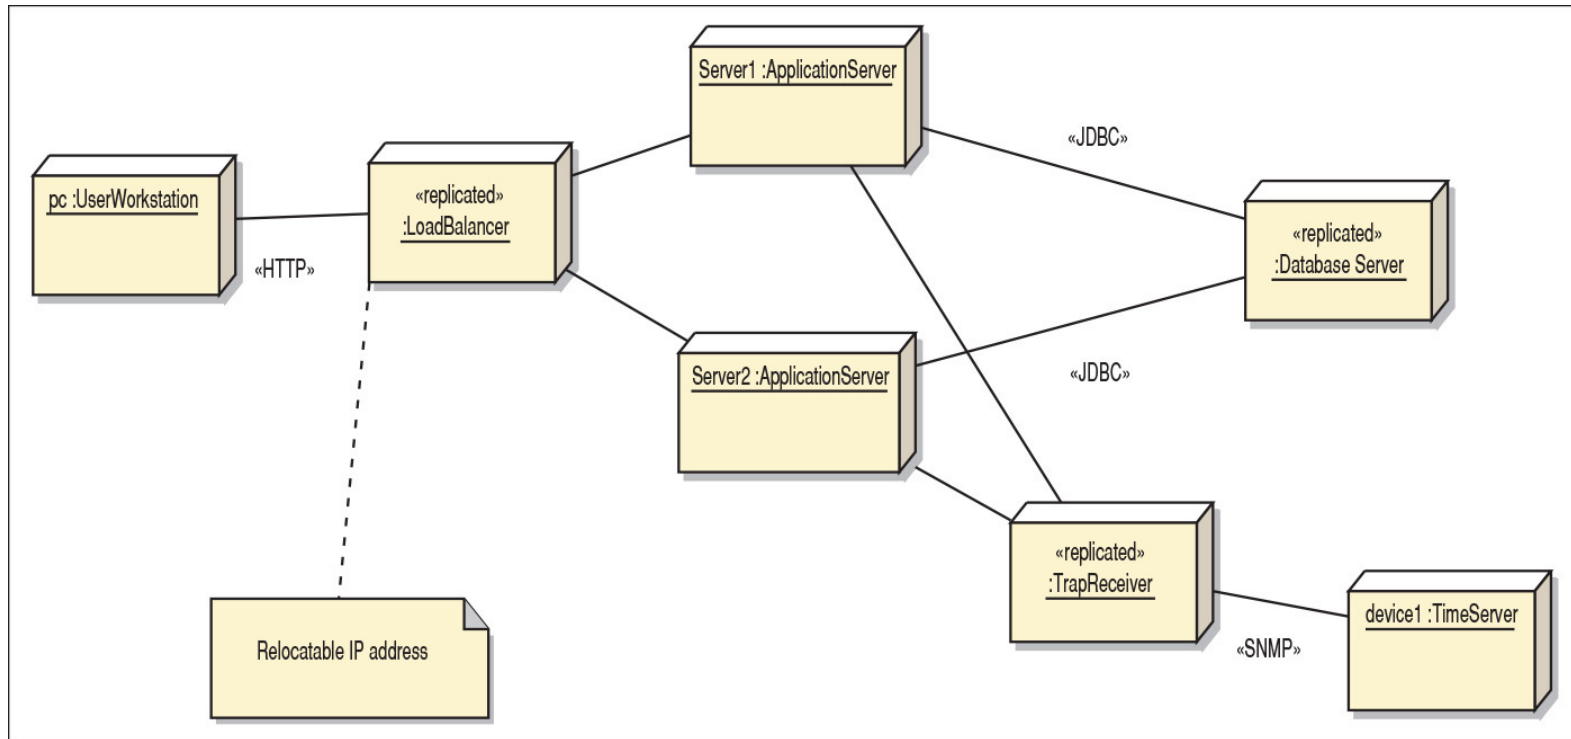 Server1 :ApplicationServer
«JDBC»
pc :UserWorkstation
«replicated»
:LoadBalancer
«HTTP»
«replicated»
:Database Server
Server2 :ApplicationServer
«JDBC»
«replicated»
:TrapReceiver
device1 :TimeServer
«SNMP»
Relocatable IP address